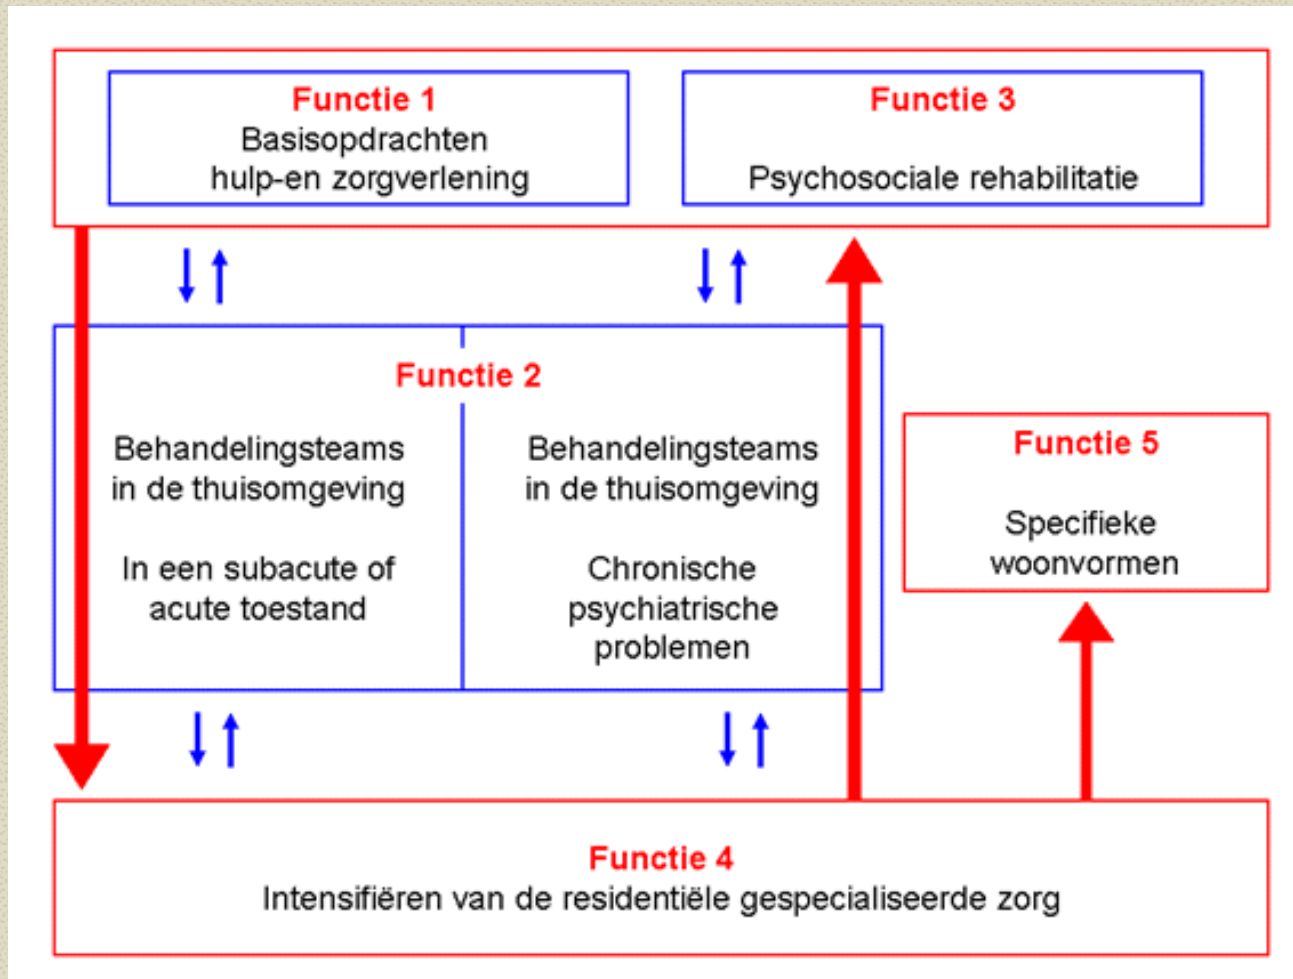 Functie 1
Basisopdrachten
hulp-en zorgverlening
Functie 3
Psychosociale rehabilitatie
Functie 2
Behandelingsteams
in de thuisomgeving
In een subacute of
acute toestand
Behandelingsteams
in de thuisomgeving
Chronische
psychiatrische
problemen
Functie 5
Specifieke
woonvormen
Functie 4
Intensifiëren van de residentiële gespecialiseerde zorg